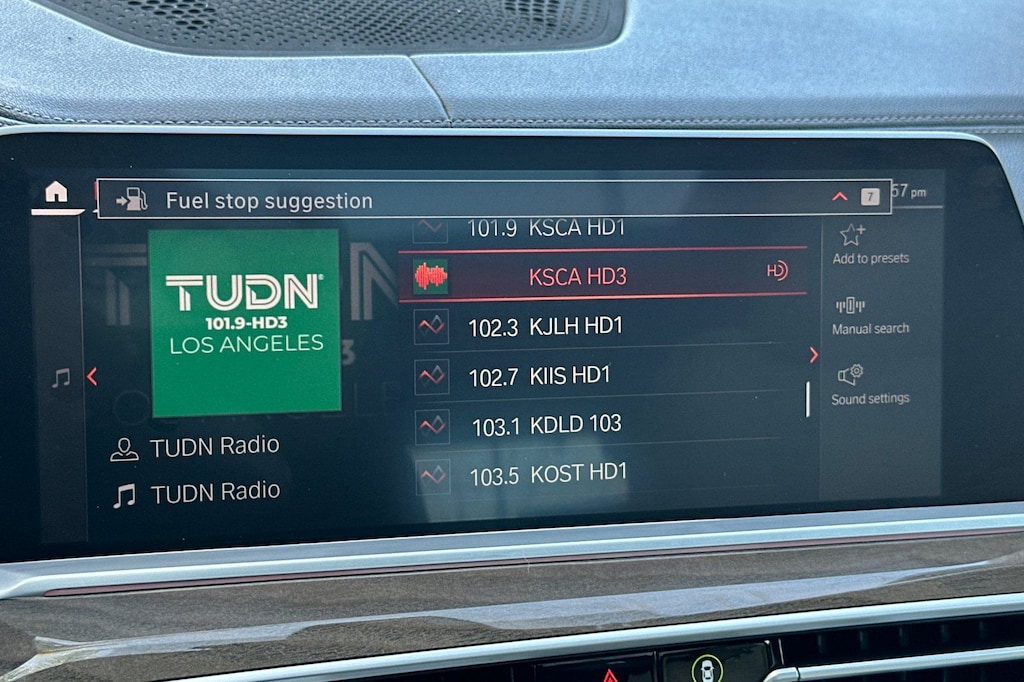 Fuel stop suggestion
7
57 pm
TUDN®
101.9-HD3
LOS ANGELES
TUDN Radio
TUDN Radio
101.9 KSCA HD1
KSCA HD3
HD
102.3 KJLH HD1
102.7 KIIS HD1
103.1 KDLD 103
103.5 KOST HD1
Add to presets
Manual search
Sound settings